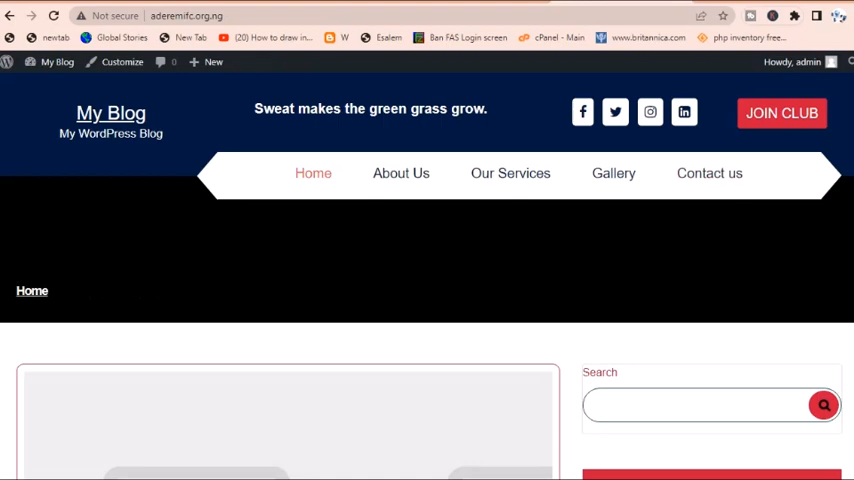 Not secure aderemifc.org.ng
newtab Global Stories New Tab (20) How to draw in... W Esalem Ban FAS Login screen cPanel - Main www.britannica.com php inventory free...
My Blog Customize 0 New Howdy, admin
My Blog
My WordPress Blog
Sweat makes the green grass grow.
JOIN CLUB
Home About Us Our Services Gallery Contact us
Home
Search